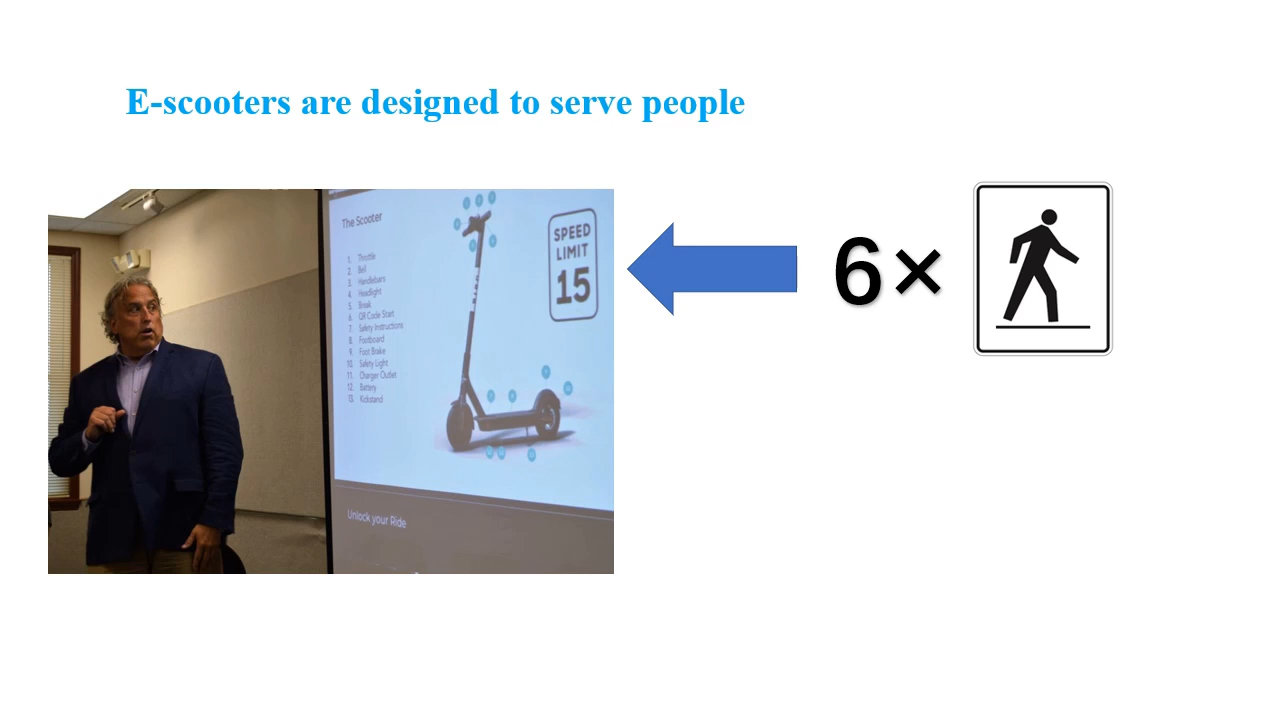 E-scooters are designed to serve people
The Scooter
1. Throttle
2. Bell
3. Handlebars
4. Headlight
5. Break
6. QR Code Start
7. Safety Instructions
8. Footboard
9. Foot Brake
10. Safety Light
11. Charger Outlet
12. Battery
13. Kickstand
SPEED
LIMIT
15
Unlock your Ride
6×